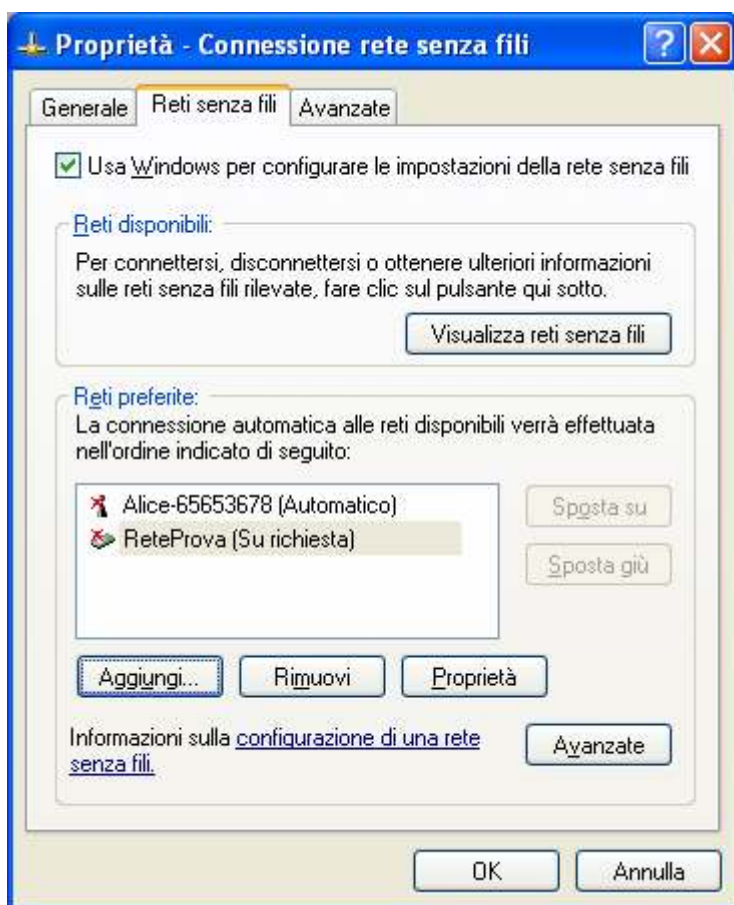 Proprietà - Connessione rete senza fili
Generale
Reti senza fili
Avanzate
Usa Windows per configurare le impostazioni della rete senza fili
Reti disponibili:
Per connettersi, disconnettersi o ottenere ulteriori informazioni
sulle reti senza fili rilevate, fare clic sul pulsante qui sotto.
Visualizza reti senza fili
Reti preferite:
La connessione automatica alle reti disponibili verrà effettuata
nell'ordine indicato di seguito:
Alice-65653678 (Automatico)
ReteProva (Su richiesta)
Sposta su
Sposta giù
Aggiungi...
Rimuovi
Proprietà
Informazioni sulla configurazione di una rete
senza fili.
Avanzate
OK
Annulla